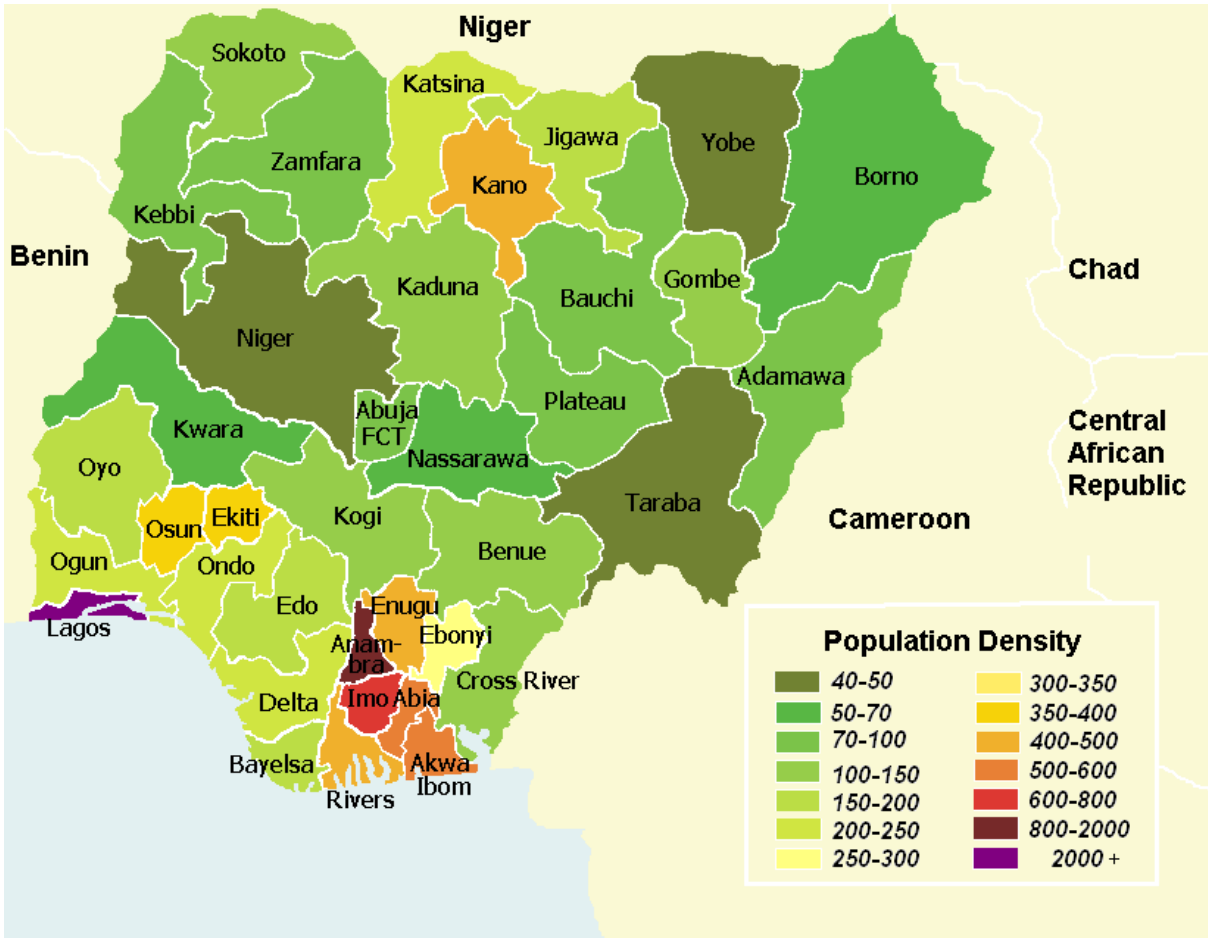 Niger
Sokoto
Katsina
Jigawa
Yobe
Zamfara
Kano
Borno
Kebbi
Benin
Chad
Gombe
Kaduna
Bauchi
Niger
Adamawa
Plateau
Abuja
FCT
Kwara
Central
African
Republic
Nassarawa
Oyo
Taraba
Kogi
Cameroon
Osun
Ekiti
Benue
Ogun
Ondo
Edo
Enugu
Lagos
Anam-
bra
Ebonyi
Cross River
Imo
Abia
Delta
Bayelsa
Akwa
Ibom
Rivers
Population Density
40-50
50-70
70-100
100-150
150-200
200-250
250-300
300-350
350-400
400-500
500-600
600-800
800-2000
2000 +